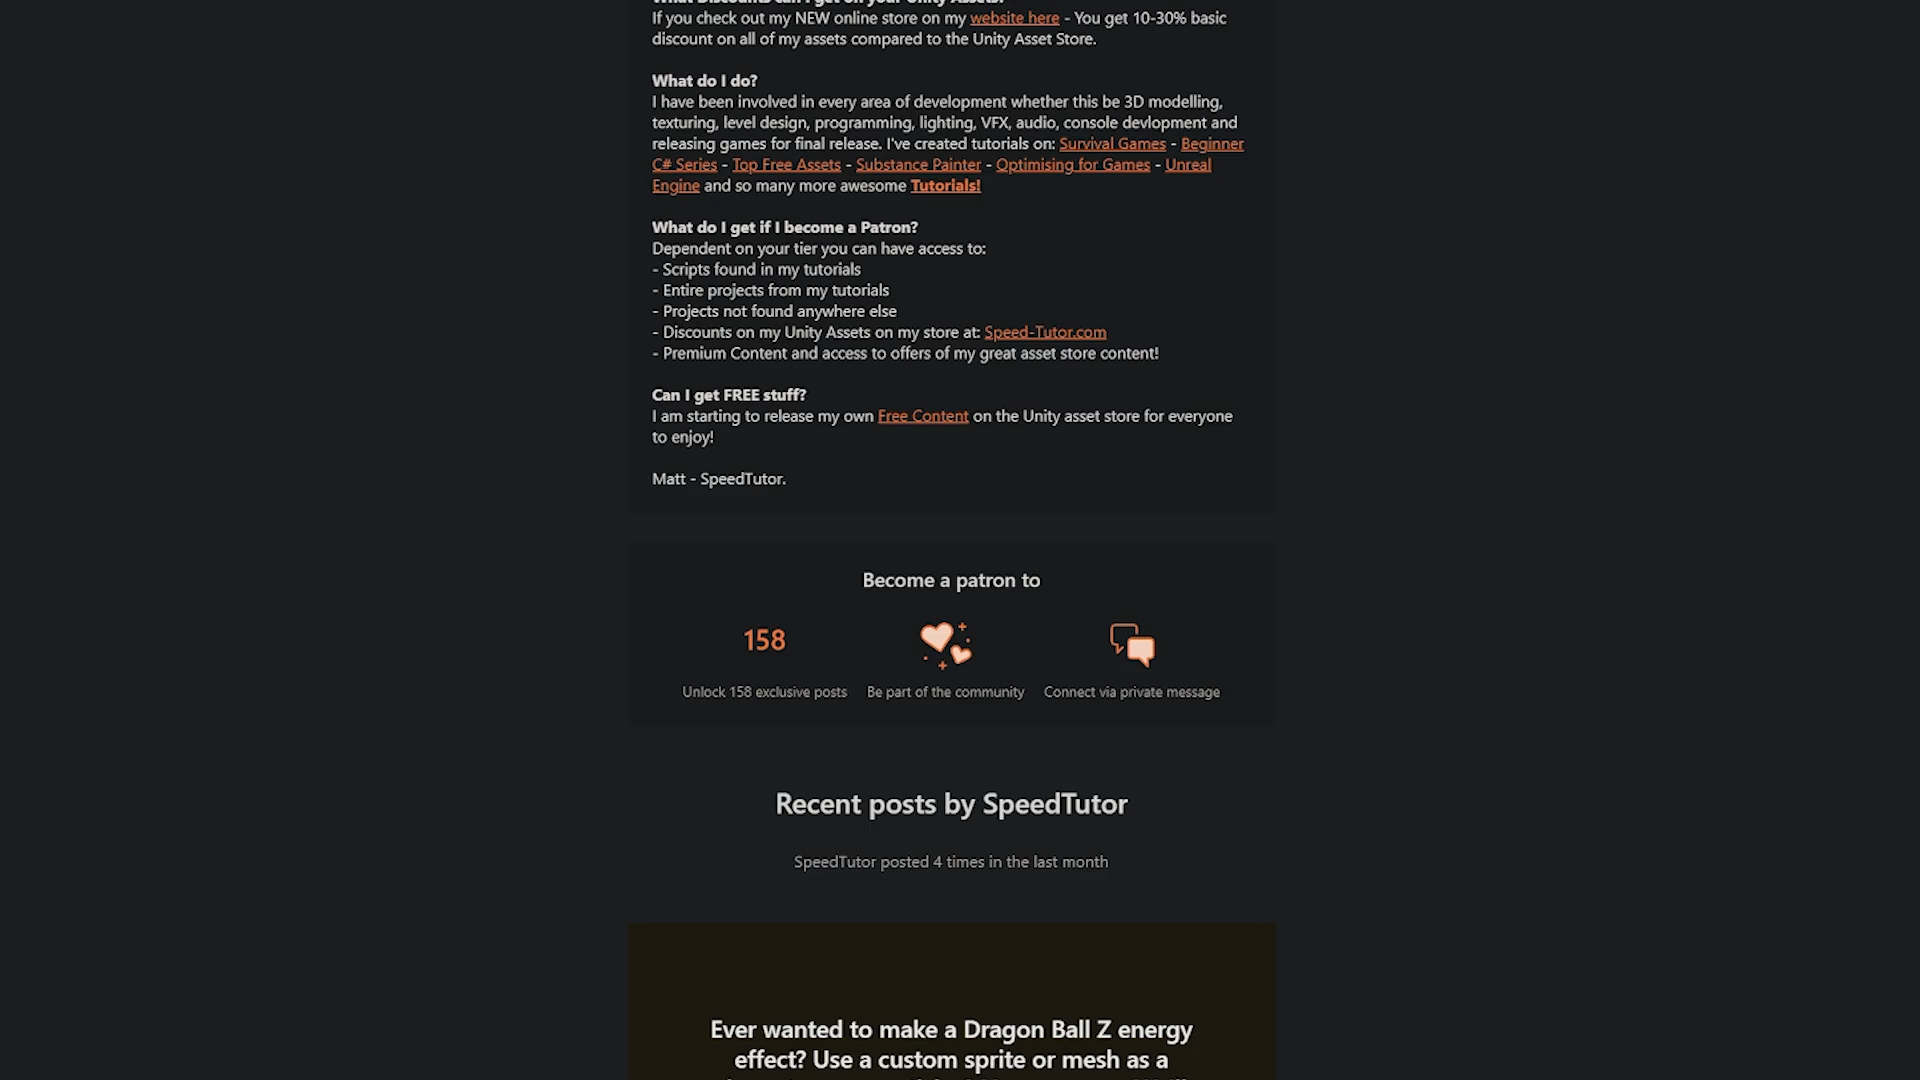 What Discounts can I get on your Unity Assets?
If you check out my NEW online store on my website here - You get 10-30% basic
discount on all of my assets compared to the Unity Asset Store.
What do I do?
I have been involved in every area of development whether this be 3D modelling,
texturing, level design, programming, lighting, VFX, audio, console devlopment and
releasing games for final release. I've created tutorials on: Survival Games - Beginner
C# Series - Top Free Assets - Substance Painter - Optimising for Games - Unreal
Engine and so many more awesome Tutorials!
What do I get if I become a Patron?
Dependent on your tier you can have access to:
- Scripts found in my tutorials
- Entire projects from my tutorials
- Projects not found anywhere else
- Discounts on my Unity Assets on my store at: Speed-Tutor.com
- Premium Content and access to offers of my great asset store content!
Can I get FREE stuff?
I am starting to release my own Free Content on the Unity asset store for everyone
to enjoy!
Matt - SpeedTutor.
Become a patron to
158
Unlock 158 exclusive posts
Be part of the community
Connect via private message
Recent posts by SpeedTutor
SpeedTutor posted 4 times in the last month
Ever wanted to make a Dragon Ball Z energy
effect? Use a custom sprite or mesh as a